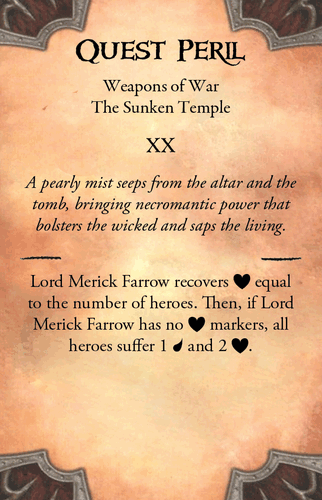 Quest Peril
Weapons of War
The Sunken Temple
XX
A pearly mist seeps from the altar and the
tomb, bringing necromantic power that
bolsters the wicked and saps the living.
Lord Merick Farrow recovers ♥ equal
to the number of heroes. Then, if Lord
Merick Farrow has no ♥ markers, all
heroes suffer 1 and 2 ♥.